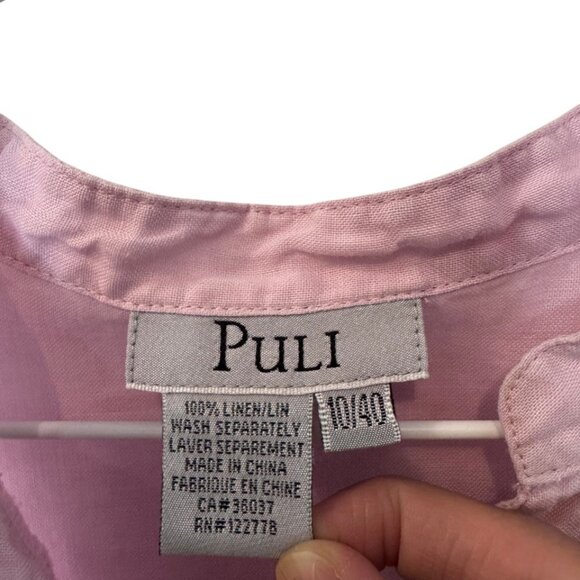 PULI
10/40
100% LINEN/LIN
WASH SEPARATELY
LAVER SEPAREMENT
MADE IN CHINA
FABRIQUE EN CHINE
CA#36037
RN#122778